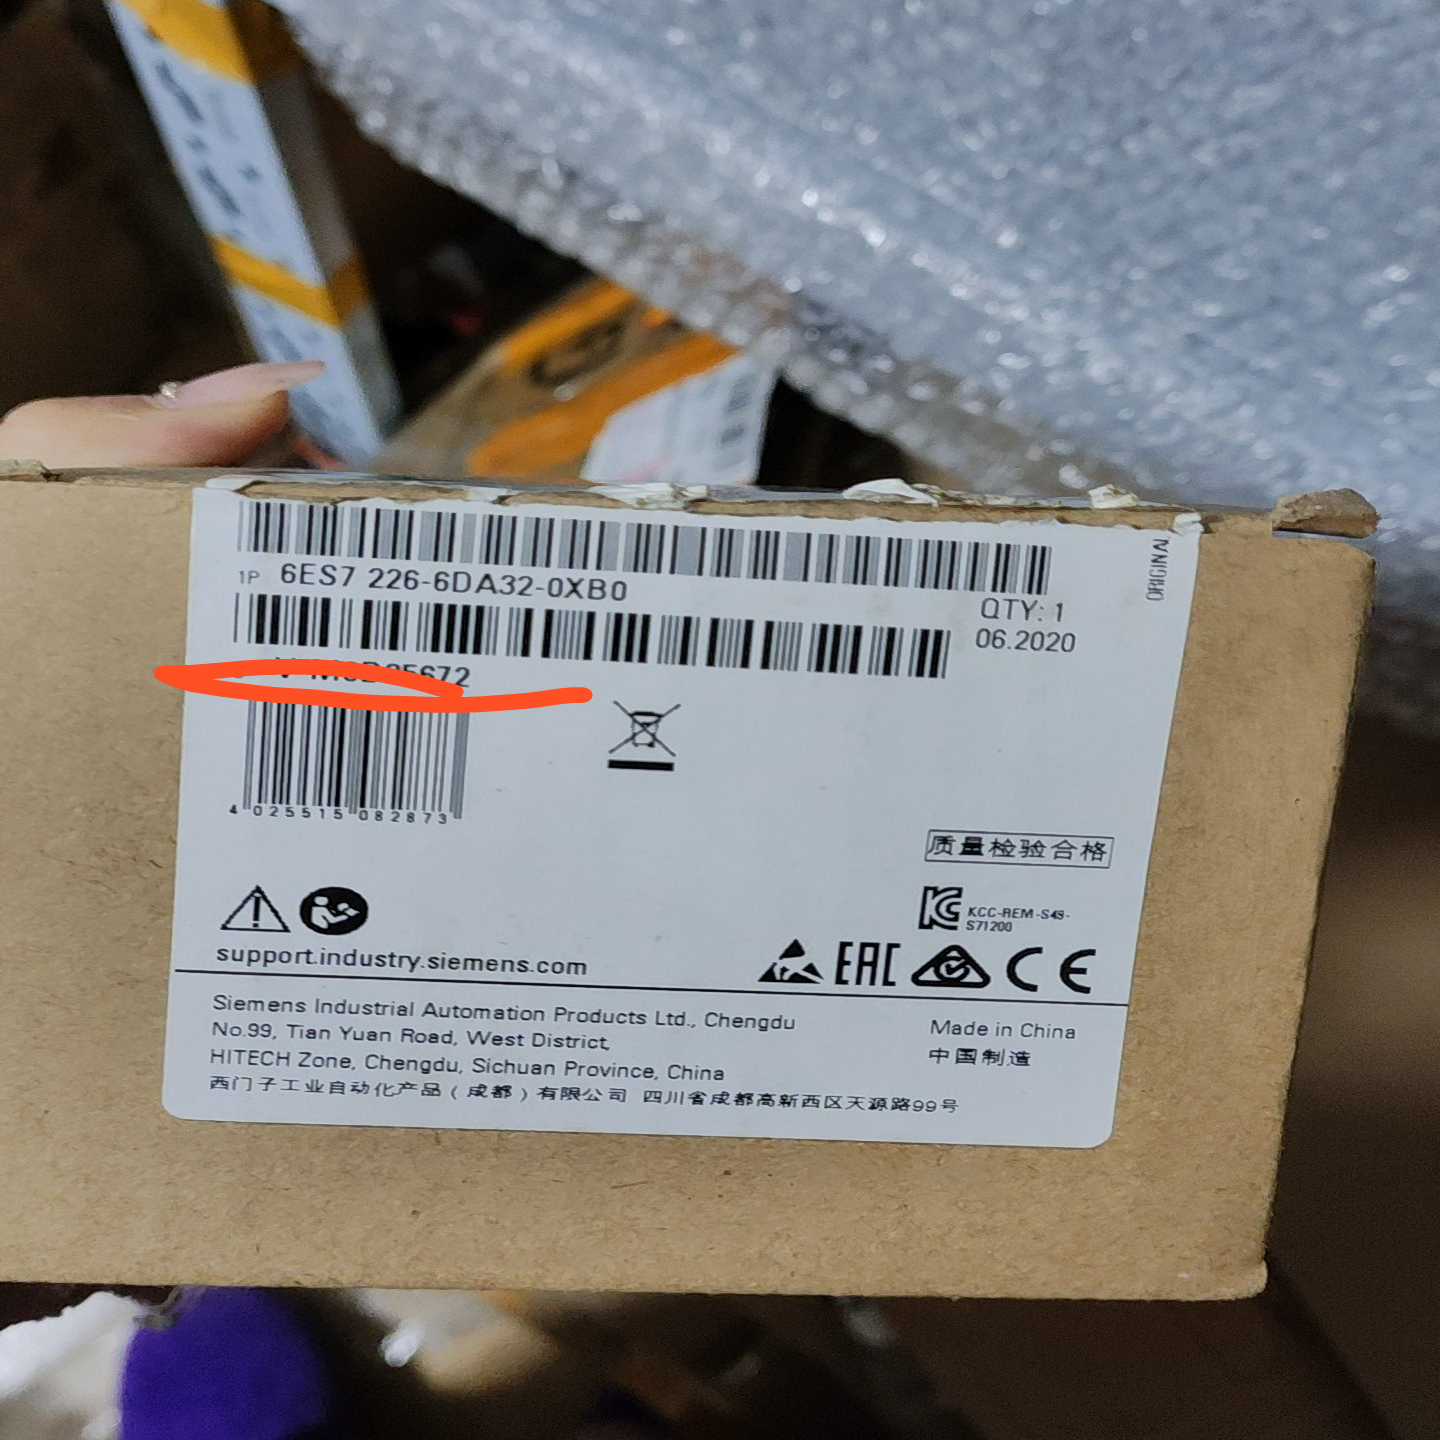 ORIGINAL
1P 6ES7 226-6DA32-0XB0
QTY: 1
06.2020
4 025515 082873
质量检验合格
KCC-REM-S49-
S71200
support.industry.siemens.com
EAC
CE
Siemens Industrial Automation Products Ltd., Chengdu
No.99, Tian Yuan Road, West District,
HITECH Zone, Chengdu, Sichuan Province, China
西门子工业自动化产品（成都）有限公司 四川省成都高新西区天源路99号
Made in China
中国制造